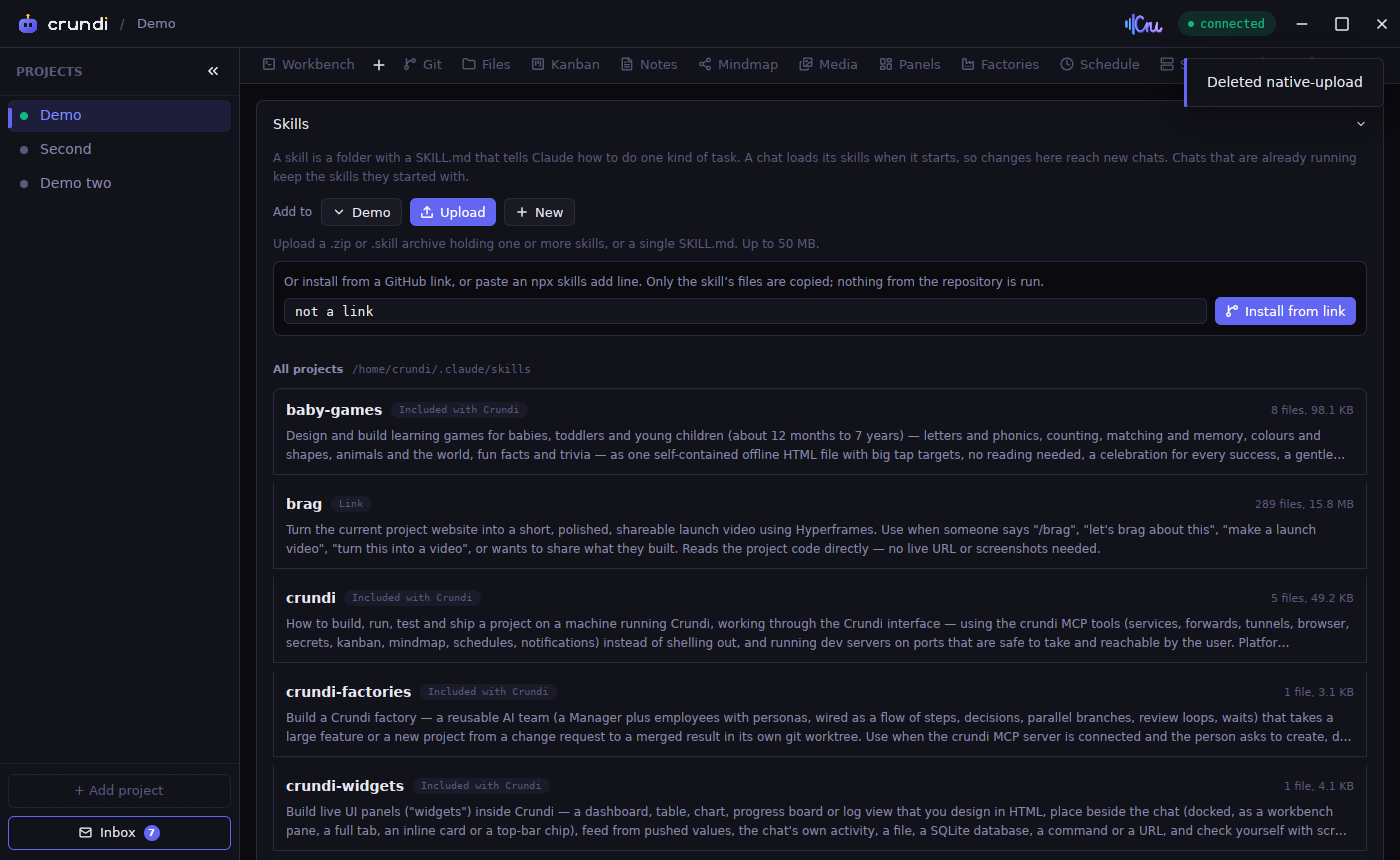 crundi / Demo
Cru
connected
PROJECTS
Demo
Second
Demo two
+ Add project
Inbox 7
Workbench + Git Files Kanban Notes Mindmap Media Panels Factories Schedule
Deleted native-upload
Skills
A skill is a folder with a SKILL.md that tells Claude how to do one kind of task. A chat loads its skills when it starts, so changes here reach new chats. Chats that are already running
keep the skills they started with.
Add to Demo Upload + New
Upload a .zip or .skill archive holding one or more skills, or a single SKILL.md. Up to 50 MB.
Or install from a GitHub link, or paste an npx skills add line. Only the skill’s files are copied; nothing from the repository is run.
not a link Install from link
All projects /home/crundi/.claude/skills
baby-games Included with Crundi 8 files, 98.1 KB
Design and build learning games for babies, toddlers and young children (about 12 months to 7 years) — letters and phonics, counting, matching and memory, colours and
shapes, animals and the world, fun facts and trivia — as one self-contained offline HTML file with big tap targets, no reading needed, a celebration for every success, a gentle...
brag Link 289 files, 15.8 MB
Turn the current project website into a short, polished, shareable launch video using Hyperframes. Use when someone says "/brag", "let's brag about this", "make a launch
video", "turn this into a video", or wants to share what they built. Reads the project code directly — no live URL or screenshots needed.
crundi Included with Crundi 5 files, 49.2 KB
How to build, run, test and ship a project on a machine running Crundi, working through the Crundi interface — using the crundi MCP tools (services, forwards, tunnels, browser,
secrets, kanban, mindmap, schedules, notifications) instead of shelling out, and running dev servers on ports that are safe to take and reachable by the user. Platfor...
crundi-factories Included with Crundi 1 file, 3.1 KB
Build a Crundi factory — a reusable AI team (a Manager plus employees with personas, wired as a flow of steps, decisions, parallel branches, review loops, waits) that takes a
large feature or a new project from a change request to a merged result in its own git worktree. Use when the crundi MCP server is connected and the person asks to create, d...
crundi-widgets Included with Crundi 1 file, 4.1 KB
Build live UI panels ("widgets") inside Crundi — a dashboard, table, chart, progress board or log view that you design in HTML, place beside the chat (docked, as a workbench
pane, a full tab, an inline card or a top-bar chip), feed from pushed values, the chat's own activity, a file, a SQLite database, a command or a URL, and check yourself with scr...